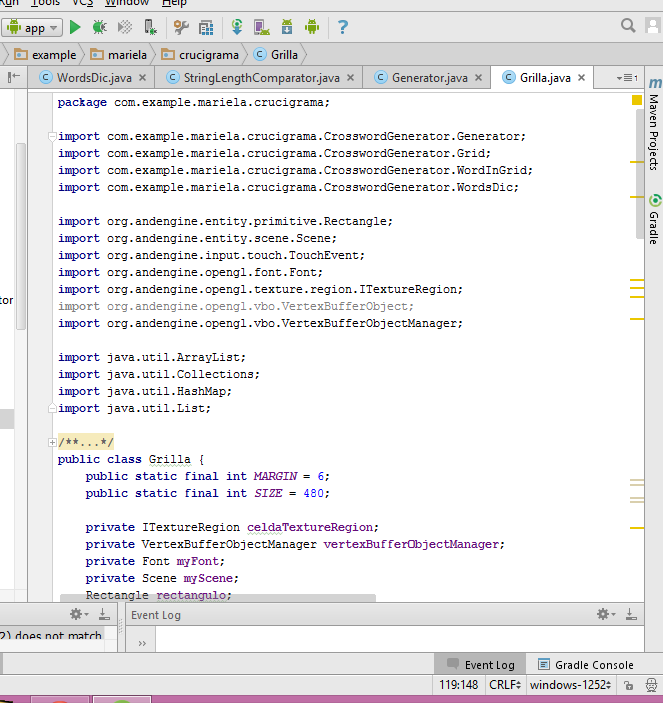 Run Tools VCS Window Help
app
example mariela crucigrama Grilla
WordsDic.java StringLengthComparator.java Generator.java Grilla.java
package com.example.mariela.crucigrama;
import com.example.mariela.crucigrama.CrosswordGenerator.Generator;
import com.example.mariela.crucigrama.CrosswordGenerator.Grid;
import com.example.mariela.crucigrama.CrosswordGenerator.WordInGrid;
import com.example.mariela.crucigrama.CrosswordGenerator.WordsDic;
import org.andengine.entity.primitive.Rectangle;
import org.andengine.entity.scene.Scene;
import org.andengine.input.touch.TouchEvent;
import org.andengine.opengl.font.Font;
import org.andengine.opengl.texture.region.ITextureRegion;
import org.andengine.opengl.vbo.VertexBufferObject;
import org.andengine.opengl.vbo.VertexBufferObjectManager;
import java.util.ArrayList;
import java.util.Collections;
import java.util.HashMap;
import java.util.List;
/**...*/
public class Grilla {
public static final int MARGIN = 6;
public static final int SIZE = 480;
private ITextureRegion celdaTextureRegion;
private VertexBufferObjectManager vertexBufferObjectManager;
private Font myFont;
private Scene myScene;
Rectangle rectangulo;
Maven Projects
Gradle
tor
Event Log
2) does not match
Event Log Gradle Console
119:148 CRLF windows-1252